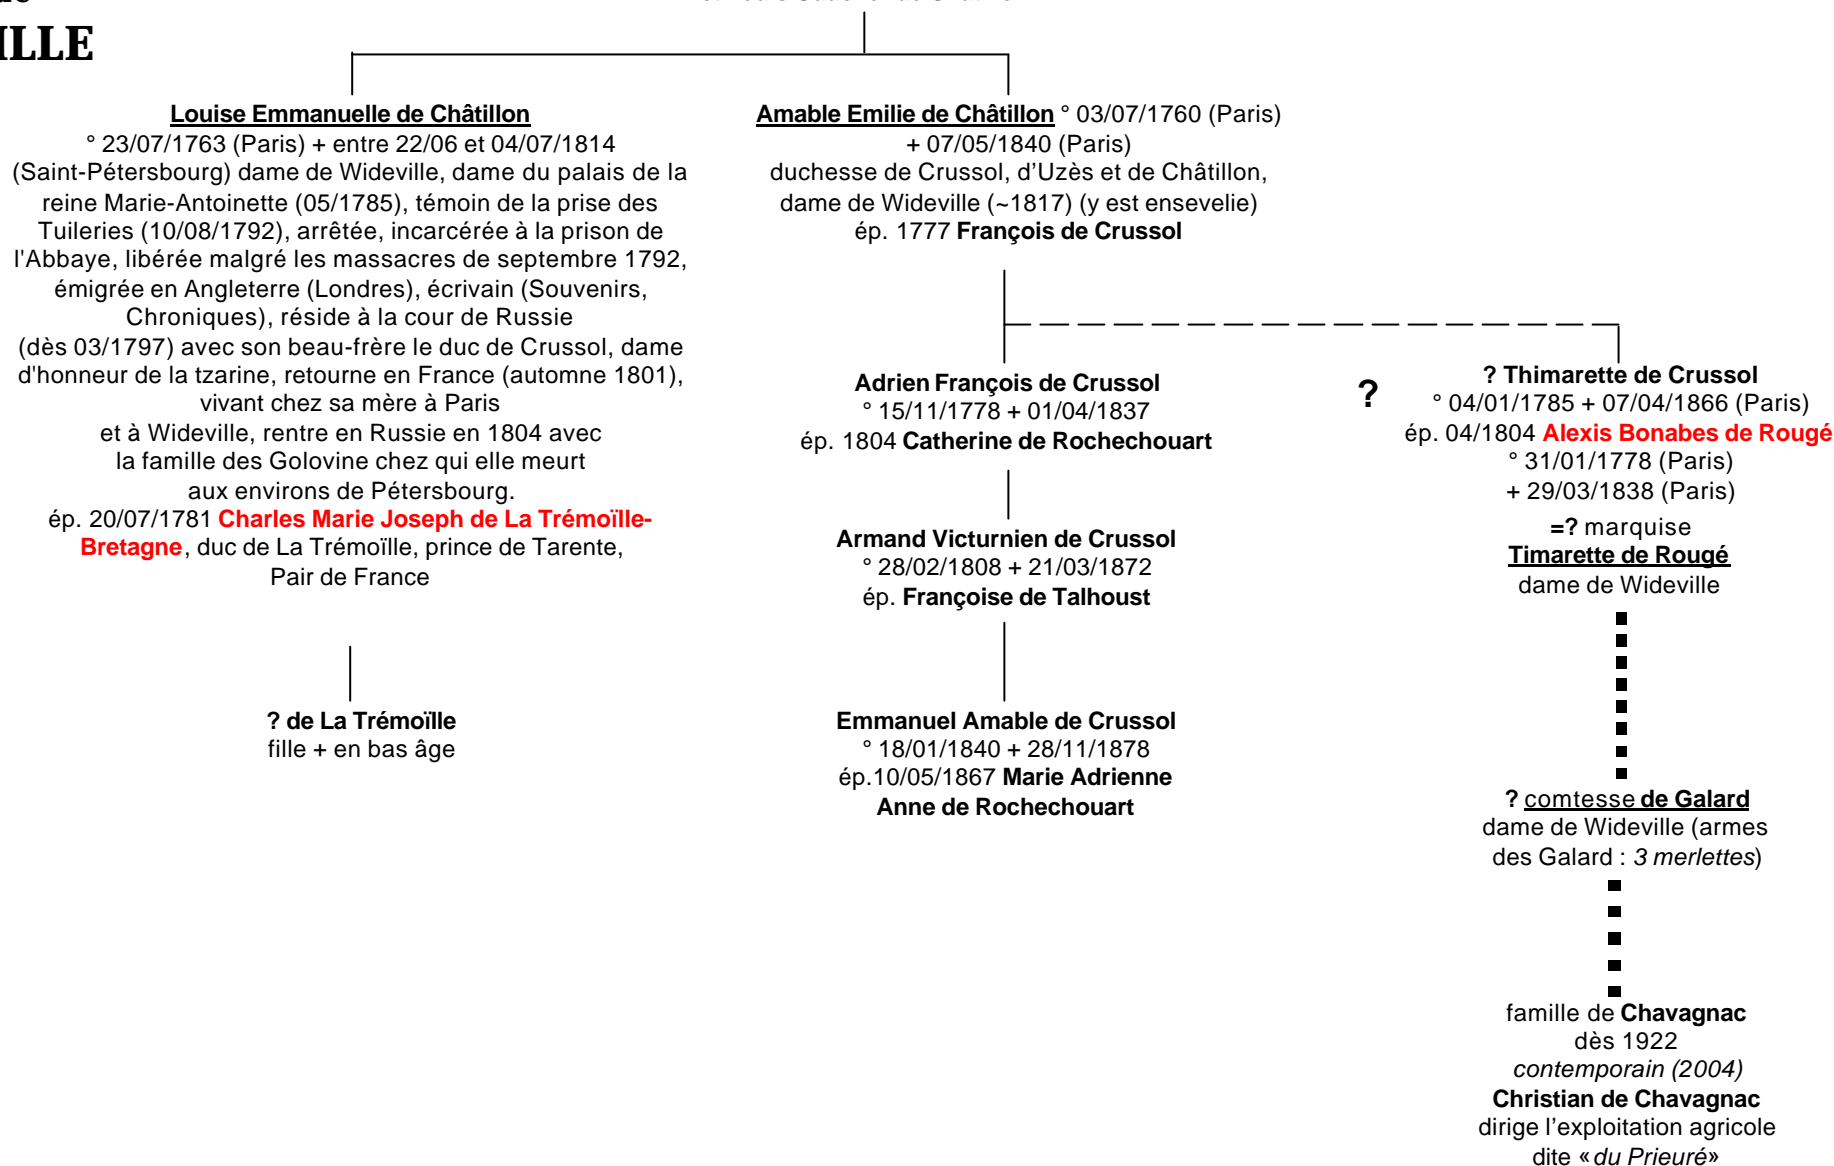 ILLE
Louise Emmanuelle de Châtillon
° 23/07/1763 (Paris) + entre 22/06 et 04/07/1814
(Saint-Pétersbourg) dame de Wideville, dame du palais de la
reine Marie-Antoinette (05/1785), témoin de la prise des
Tuileries (10/08/1792), arrêtée, incarcérée à la prison de
l'Abbaye, libérée malgré les massacres de septembre 1792,
émigrée en Angleterre (Londres), écrivain (Souvenirs,
Chroniques), réside à la cour de Russie
(dès 03/1797) avec son beau-frère le duc de Crussol, dame
d'honneur de la tzarine, retourne en France (automne 1801),
vivant chez sa mère à Paris
et à Wideville, rentre en Russie en 1804 avec
la famille des Golovine chez qui elle meurt
aux environs de Pétersbourg.
ép. 20/07/1781 Charles Marie Joseph de La Trémoïlle-
Bretagne, duc de La Trémoïlle, prince de Tarente,
Pair de France
? de La Trémoïlle
fille + en bas âge
Amable Emilie de Châtillon ° 03/07/1760 (Paris)
+ 07/05/1840 (Paris)
duchesse de Crussol, d’Uzès et de Châtillon,
dame de Wideville (~1817) (y est ensevelie)
ép. 1777 François de Crussol
Adrien François de Crussol
° 15/11/1778 + 01/04/1837
ép. 1804 Catherine de Rochechouart
Armand Victurnien de Crussol
° 28/02/1808 + 21/03/1872
ép. Françoise de Talhoust
Emmanuel Amable de Crussol
° 18/01/1840 + 28/11/1878
ép.10/05/1867 Marie Adrienne
Anne de Rochechouart
?
? Thimarette de Crussol
° 04/01/1785 + 07/04/1866 (Paris)
ép. 04/1804 Alexis Bonabes de Rougé
° 31/01/1778 (Paris)
+ 29/03/1838 (Paris)
=? marquise
Timarette de Rougé
dame de Wideville
? comtesse de Galard
dame de Wideville (armes
des Galard : 3 merlettes)
famille de Chavagnac
dès 1922
contemporain (2004)
Christian de Chavagnac
dirige l’exploitation agricole
dite «du Prieuré»